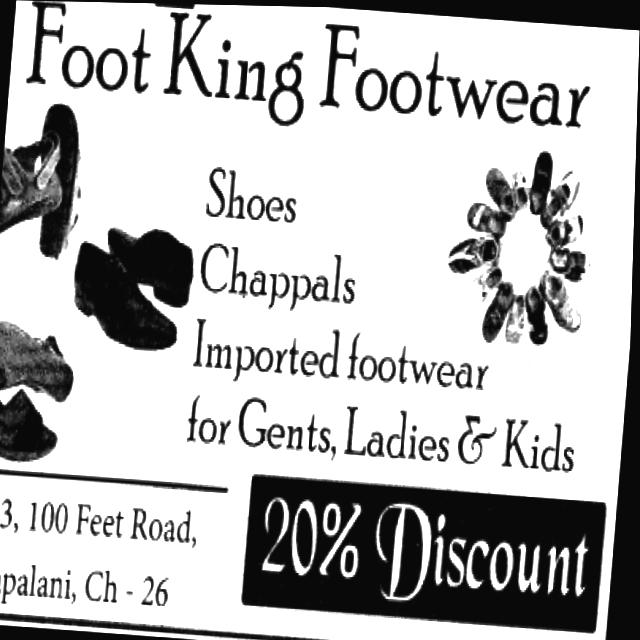 Foot King Footwear
Shoes
Chappals
Imported footwear
for Gents, Ladies & Kids
3, 100 Feet Road,
palani, Ch - 26
20% Discount